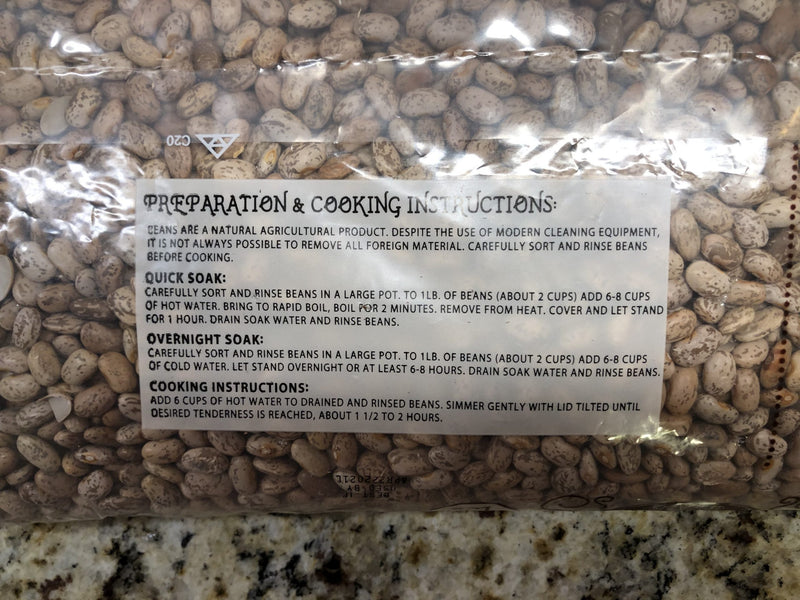 C20
PREPARATION & COOKING INSTRUCTIONS:
BEANS ARE A NATURAL AGRICULTURAL PRODUCT. DESPITE THE USE OF MODERN CLEANING EQUIPMENT,
IT IS NOT ALWAYS POSSIBLE TO REMOVE ALL FOREIGN MATERIAL. CAREFULLY SORT AND RINSE BEANS
BEFORE COOKING.
QUICK SOAK:
CAREFULLY SORT AND RINSE BEANS IN A LARGE POT. TO 1LB. OF BEANS (ABOUT 2 CUPS) ADD 6-8 CUPS
OF HOT WATER. BRING TO RAPID BOIL, BOIL FOR 2 MINUTES. REMOVE FROM HEAT. COVER AND LET STAND
FOR 1 HOUR. DRAIN SOAK WATER AND RINSE BEANS.
OVERNIGHT SOAK:
CAREFULLY SORT AND RINSE BEANS IN A LARGE POT. TO 1LB. OF BEANS (ABOUT 2 CUPS) ADD 6-8 CUPS
OF COLD WATER. LET STAND OVERNIGHT OR AT LEAST 6-8 HOURS. DRAIN SOAK WATER AND RINSE BEANS.
COOKING INSTRUCTIONS:
ADD 6 CUPS OF HOT WATER TO DRAINED AND RINSED BEANS. SIMMER GENTLY WITH LID TILTED UNTIL
DESIRED TENDERNESS IS REACHED, ABOUT 1 1/2 TO 2 HOURS.
BEST IF
USED BY